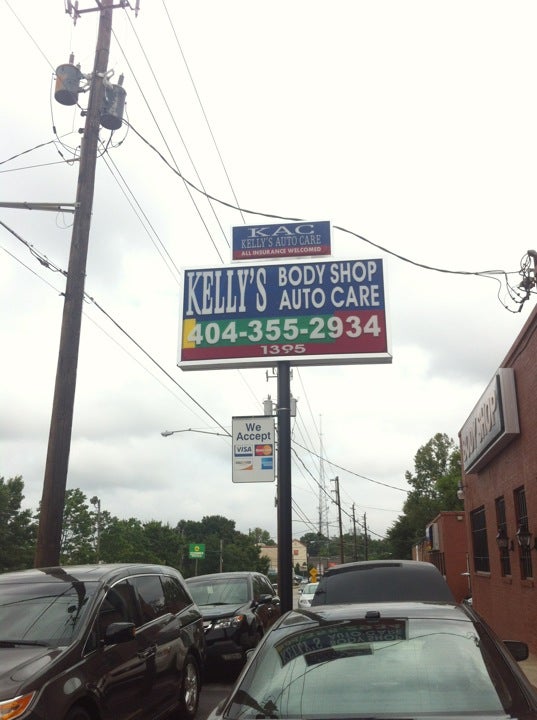 KAC
KELLY'S AUTO CARE
ALL INSURANCE WELCOMED
KELLY'S BODY SHOP
AUTO CARE
404-355-2934
1395
We
Accept
VISA
BODY SHOP